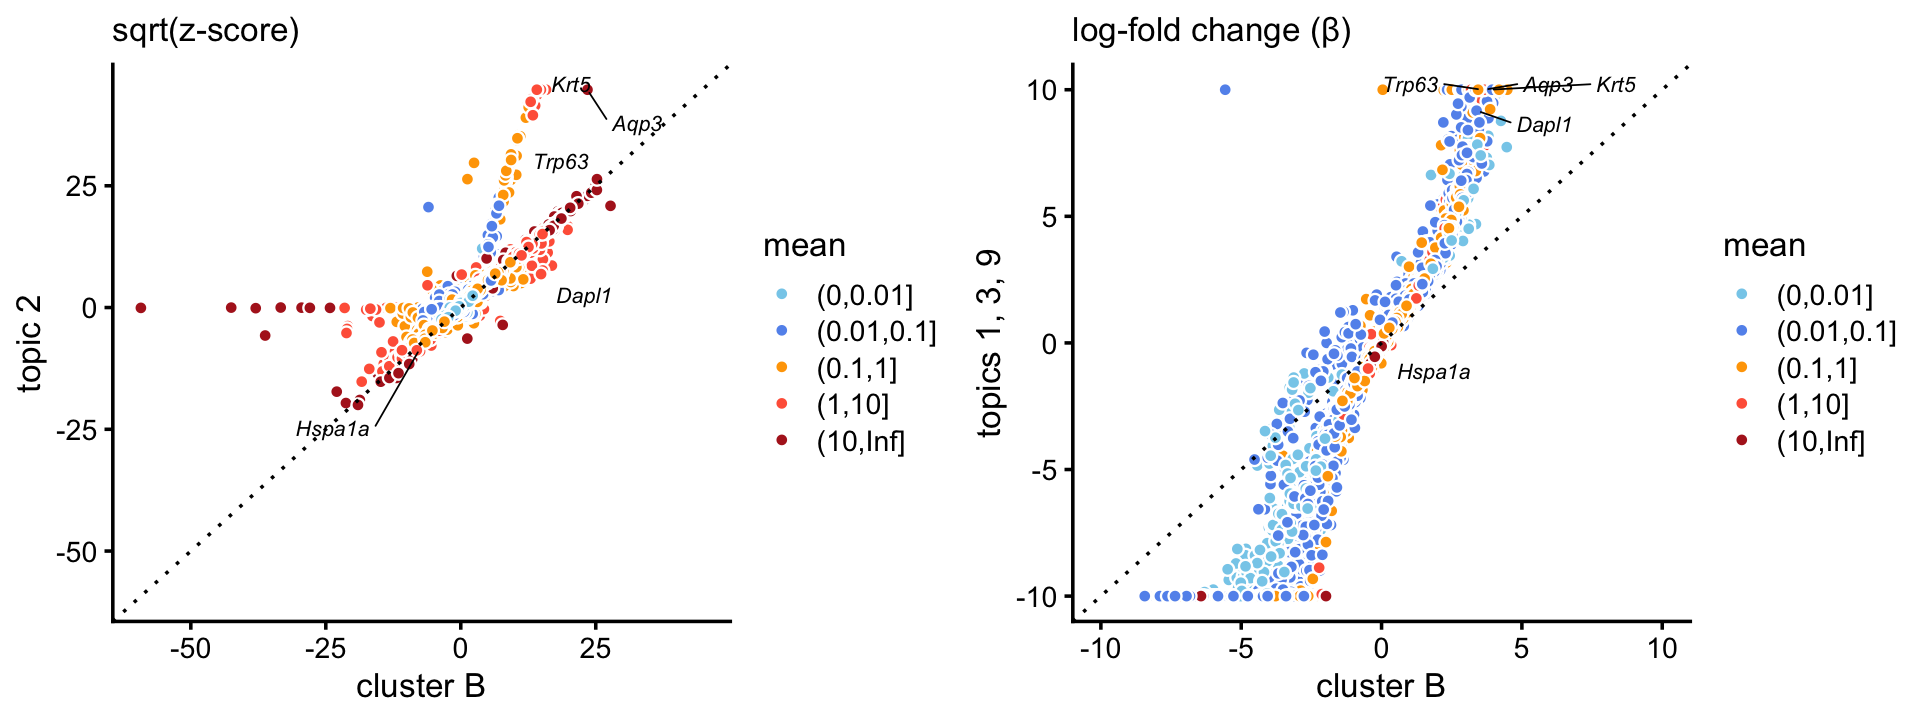 sqrt(z-score)
Krt5
Aqp3
Trp63
Dapl1
Hspa1a
25
0
-25
-50
-50
-25
0
25
topic 2
cluster B
mean
(0,0.01]
(0.01,0.1]
(0.1,1]
(1,10]
(10,Inf]
log-fold change (β)
Trp63
Aqp3
Krt5
Dapl1
Hspa1a
10
5
0
-5
-10
-10
-5
0
5
10
topics 1, 3, 9
cluster B
mean
(0,0.01]
(0.01,0.1]
(0.1,1]
(1,10]
(10,Inf]